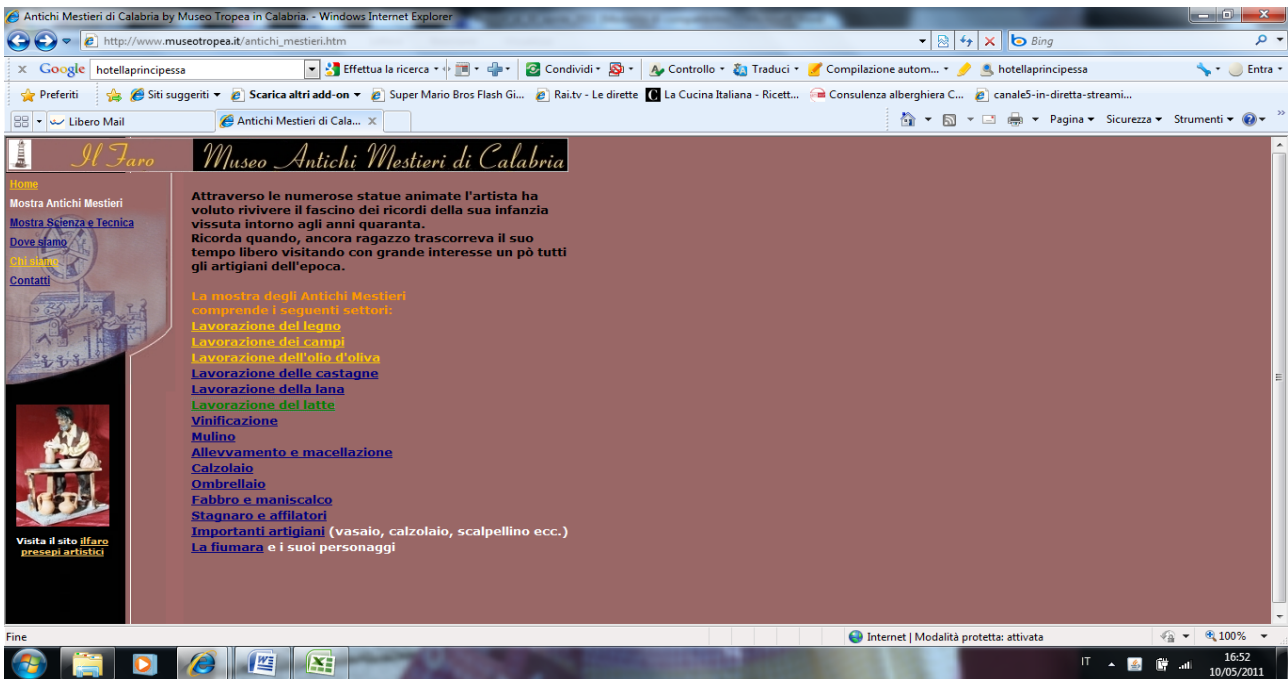 Antichi Mestieri di Calabria by Museo Tropea in Calabria. - Windows Internet Explorer
http://www.museotropea.it/antichi_mestieri.htm
Bing
x Google hotellaprincipessa Effettua la ricerca Condividi Controllo Traduci Compilazione autom... hotellaprincipessa Entra
Preferiti Siti suggeriti Scarica altri add-on Super Mario Bros Flash Gi... Rai.tv - Le dirette La Cucina Italiana - Ricett... Consulenza alberghiera C... canale5-in-diretta-streami...
Libero Mail Antichi Mestieri di Cala... x Pagina Sicurezza Strumenti
Il Faro Museo Antichi Mestieri di Calabria
Home
Mostra Antichi Mestieri
Mostra Scienza e Tecnica
Dove siamo
Chi siamo
Contatti
Visita il sito ilfaro
presepi artistici
Attraverso le numerose statue animate l'artista ha
voluto rivivere il fascino dei ricordi della sua infanzia
vissuta intorno agli anni quaranta.
Ricorda quando, ancora ragazzo trascorreva il suo
tempo libero visitando con grande interesse un pò tutti
gli artigiani dell'epoca.
La mostra degli Antichi Mestieri
comprende i seguenti settori:
Lavorazione del legno
Lavorazione dei campi
Lavorazione dell'olio d'oliva
Lavorazione delle castagne
Lavorazione della lana
Lavorazione del latte
Vinificazione
Mulino
Allevvamento e macellazione
Calzolaio
Ombrellaio
Fabbro e maniscalco
Stagnaro e affilatori
Importanti artigiani (vasaio, calzolaio, scalpellino ecc.)
La fiumara e i suoi personaggi
Fine Internet | Modalità protetta: attivata 100%
IT 16:52
10/05/2011